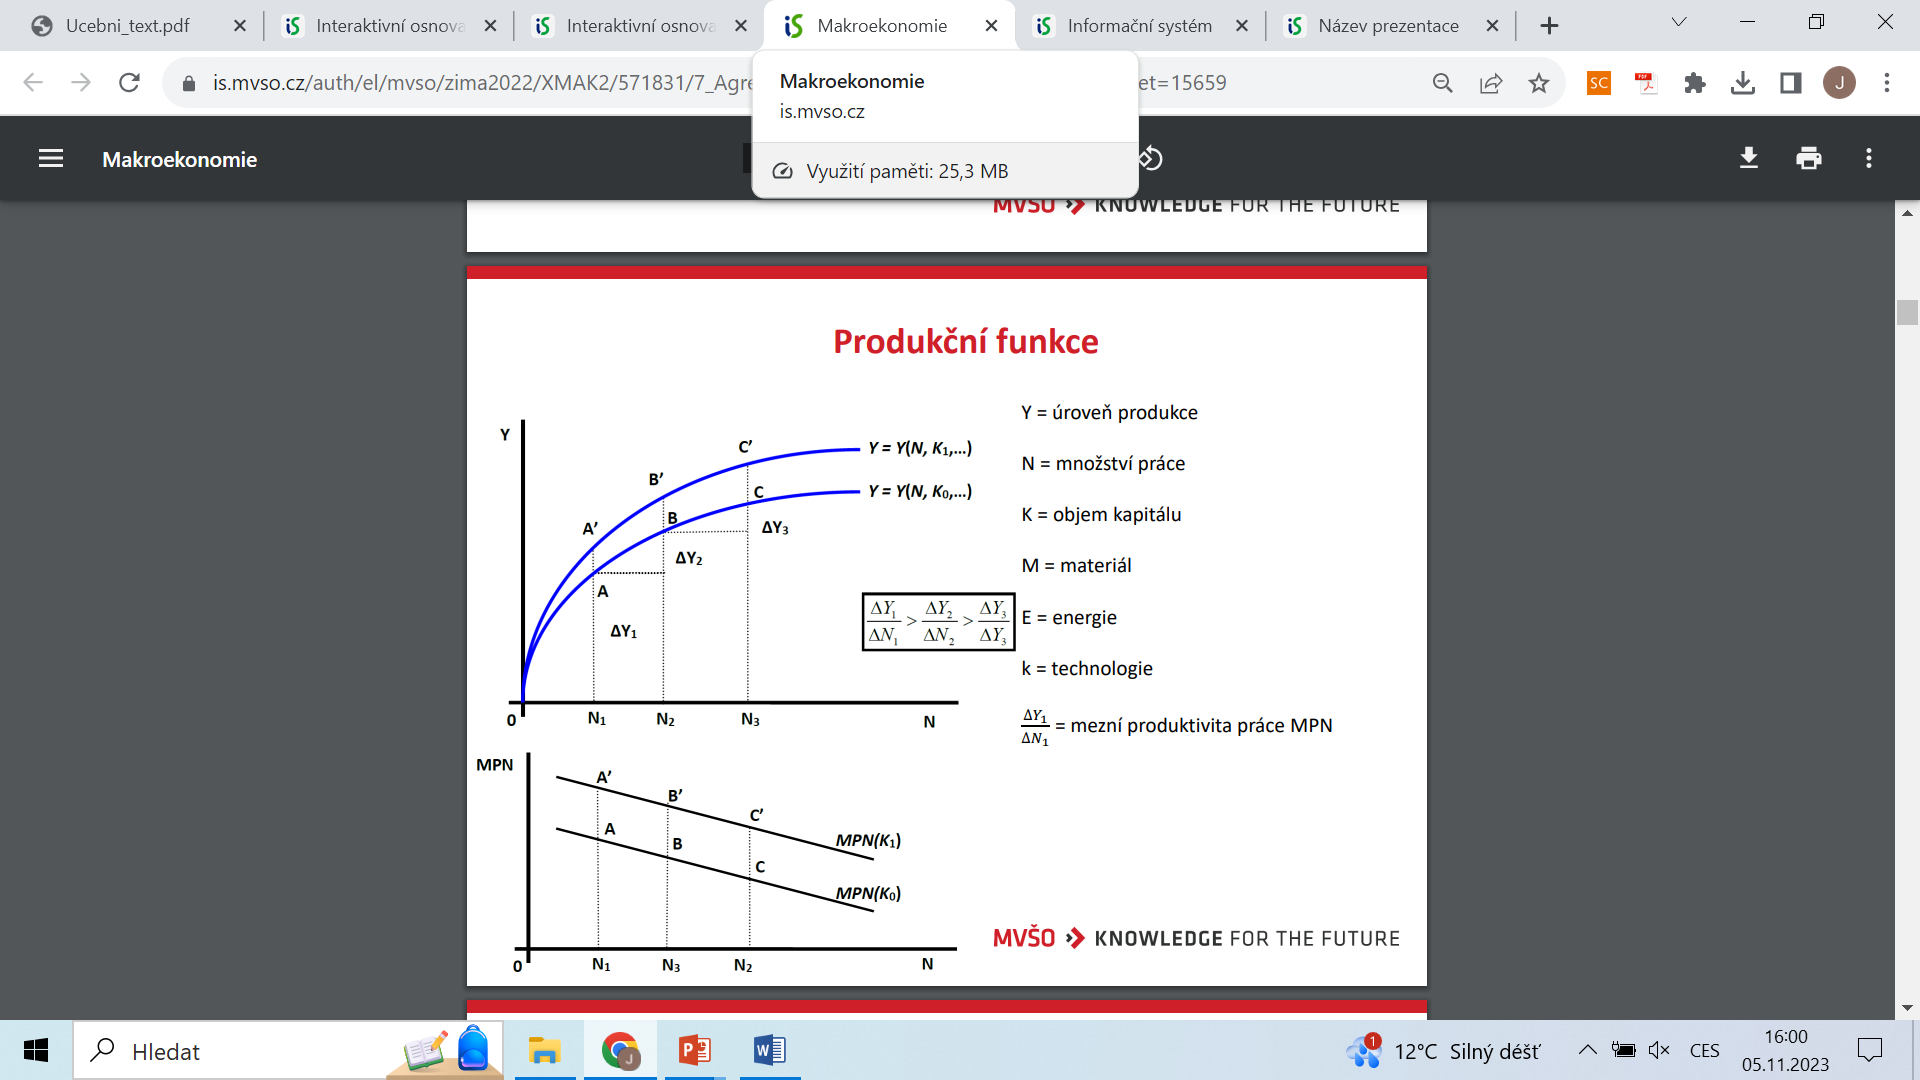 Ucebni_text.pdf
Interaktivní osnova
Interaktivní osnova
Makroekonomie
Informační systém
Název prezentace
is.mvso.cz/auth/el/mvso/zima2022/XMAK2/571831/7_Agre
et=15659
SC
PDF
J
Makroekonomie
is.mvso.cz
Využití paměti: 25,3 MB
Makroekonomie
MVŠO KNOWLEDGE FOR THE FUTURE
Produkční funkce
Y = úroveň produkce
N = množství práce
K = objem kapitálu
M = materiál
E = energie
k = technologie
ΔY₁/ΔN₁ = mezní produktivita práce MPN
Y
C’
Y = Y(N, K₁,...)
B’
C
Y = Y(N, K₀,...)
A’
B
ΔY₃
ΔY₂
A
ΔY₁
ΔY₁/ΔN₁ > ΔY₂/ΔN₂ > ΔY₃/ΔY₃
0
N₁
N₂
N₃
N
MPN
A’
B’
C’
A
B
C
MPN(K₁)
MPN(K₀)
0
N₁
N₃
N₂
N
MVŠO KNOWLEDGE FOR THE FUTURE
Hledat
J
1
12°C Silný déšť
CES
16:00
05.11.2023